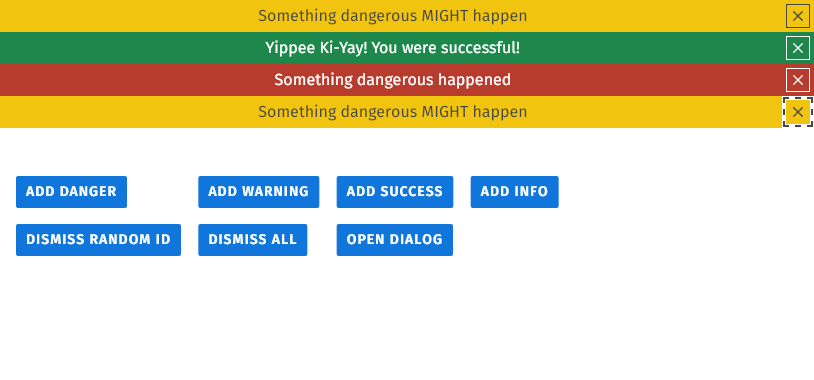 Something dangerous MIGHT happen
Yippee Ki-Yay! You were successful!
Something dangerous happened
Something dangerous MIGHT happen
ADD DANGER ADD WARNING ADD SUCCESS ADD INFO
DISMISS RANDOM ID DISMISS ALL OPEN DIALOG